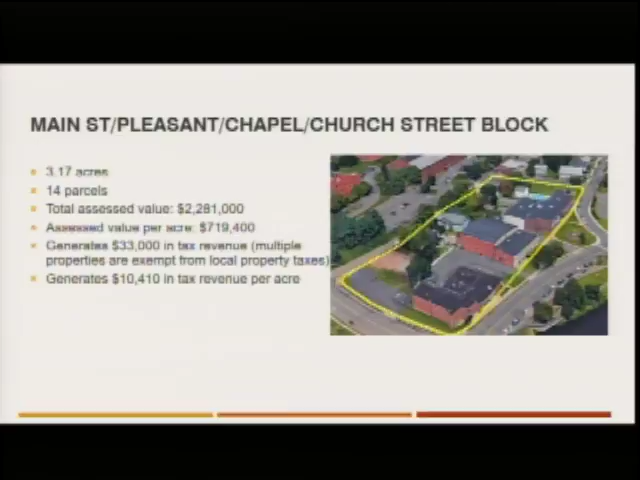 MAIN ST/PLEASANT/CHAPEL/CHURCH STREET BLOCK
3.17 acres
14 parcels
Total assessed value: $2,281,000
Assessed value per acre: $719,400
Generates $33,000 in tax revenue (multiple
properties are exempt from local property taxes)
Generates $10,410 in tax revenue per acre